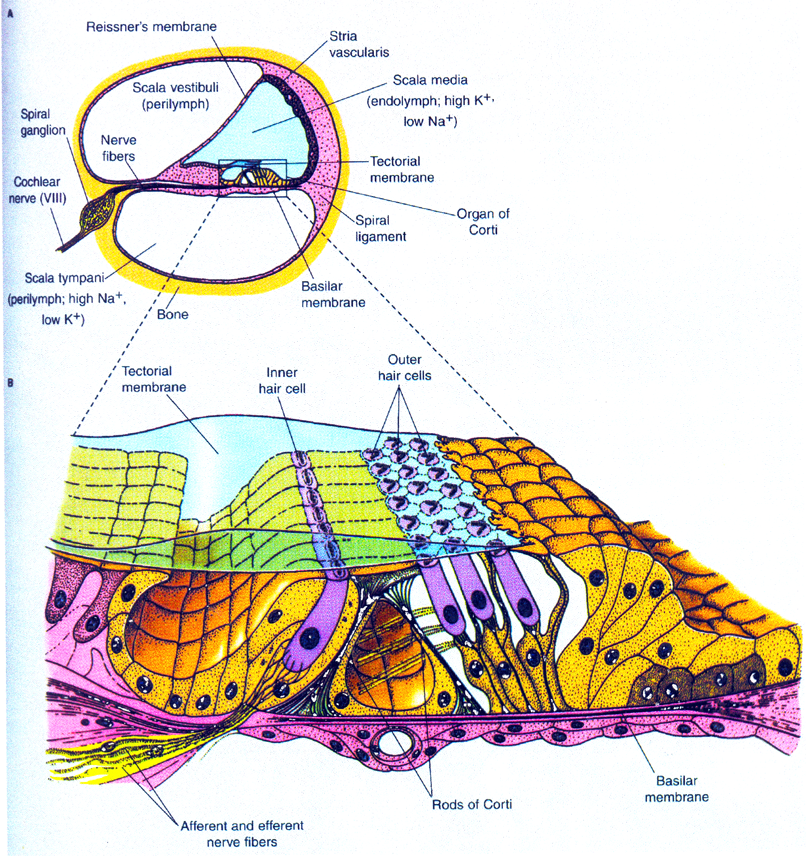 A
Reissner's membrane
Stria
vascularis
Scala vestibuli
(perilymph)
Scala media
(endolymph; high K+,
low Na+)
Spiral
ganglion
Nerve
fibers
Tectorial
membrane
Cochlear
nerve (VIII)
Organ of
Corti
Spiral
ligament
Scala tympani
(perilymph; high Na+,
low K+)
Basilar
membrane
Bone
B
Tectorial
membrane
Inner
hair cell
Outer
hair cells
Basilar
membrane
Rods of Corti
Afferent and efferent
nerve fibers